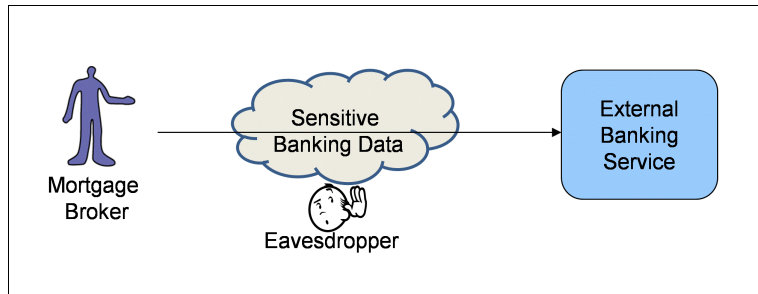 Sensitive
Banking Data
External
Banking
Service
Mortgage
Broker
Eavesdropper